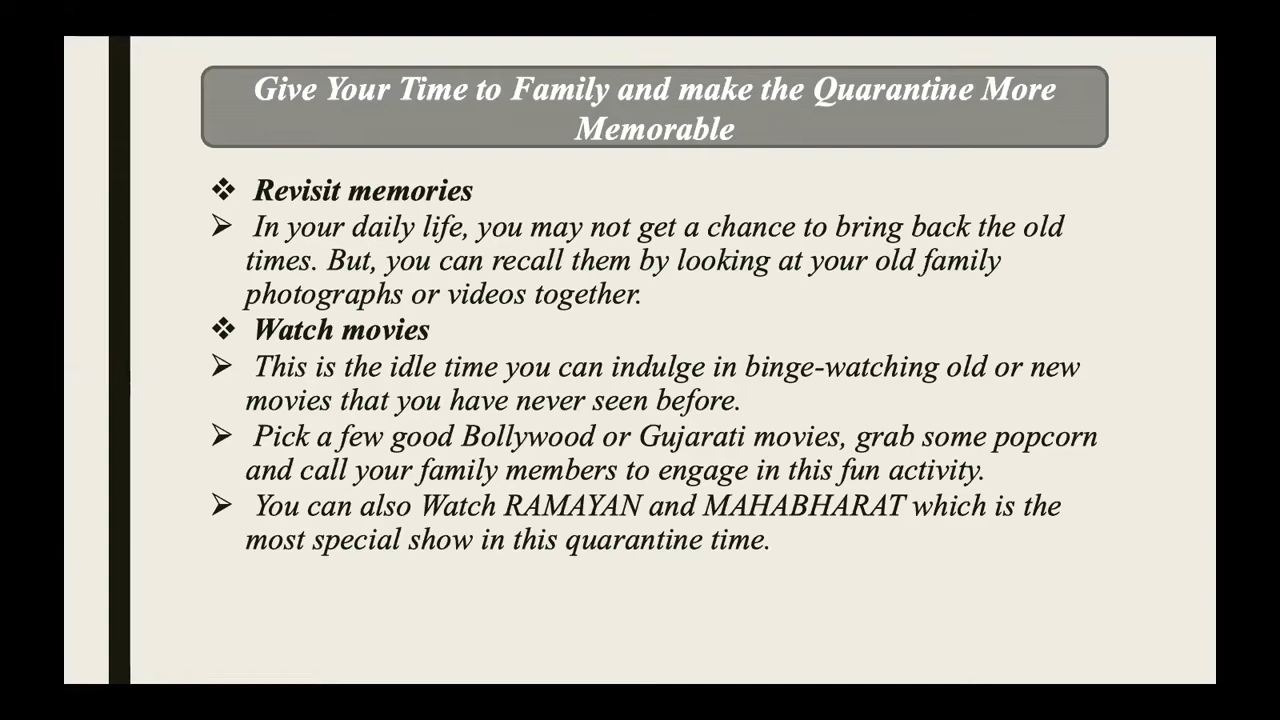 Give Your Time to Family and make the Quarantine More
Memorable
❖ Revisit memories
➢ In your daily life, you may not get a chance to bring back the old
times. But, you can recall them by looking at your old family
photographs or videos together.
❖ Watch movies
➢ This is the idle time you can indulge in binge-watching old or new
movies that you have never seen before.
➢ Pick a few good Bollywood or Gujarati movies, grab some popcorn
and call your family members to engage in this fun activity.
➢ You can also Watch RAMAYAN and MAHABHARAT which is the
most special show in this quarantine time.